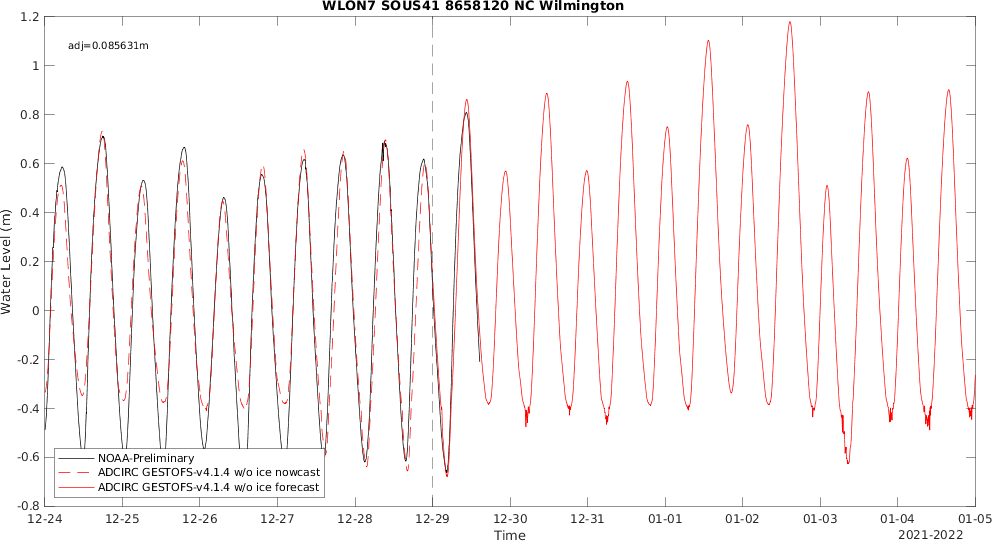 WLON7 SOUS41 8658120 NC Wilmington
adj=0.085631m
Water Level (m)
1.2
1
0.8
0.6
0.4
0.2
0
-0.2
-0.4
-0.6
-0.8
NOAA-Preliminary
ADCIRC GESTOFS-v4.1.4 w/o ice nowcast
ADCIRC GESTOFS-v4.1.4 w/o ice forecast
12-24 12-25 12-26 12-27 12-28 12-29 12-30 12-31 01-01 01-02 01-03 01-04 01-05
Time
2021-2022